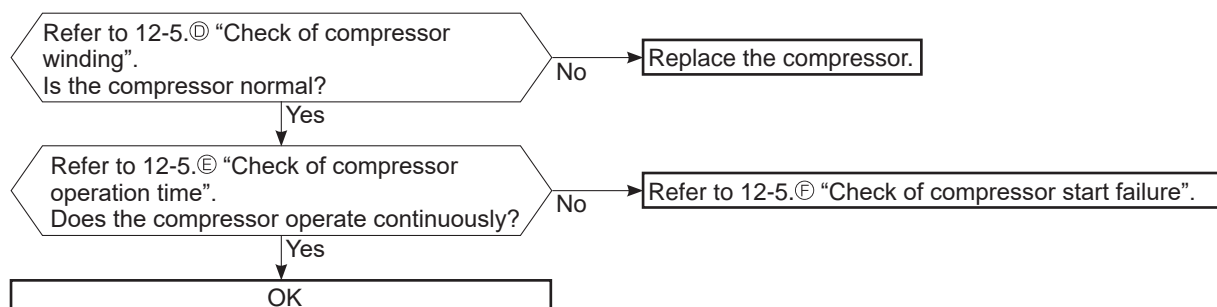 Refer to 12-5.Ⓓ “Check of compressor
winding”.
Is the compressor normal?
No
Replace the compressor.
Yes
Refer to 12-5.Ⓔ “Check of compressor
operation time”.
Does the compressor operate continuously?
No
Refer to 12-5.Ⓕ “Check of compressor start failure”.
Yes
OK